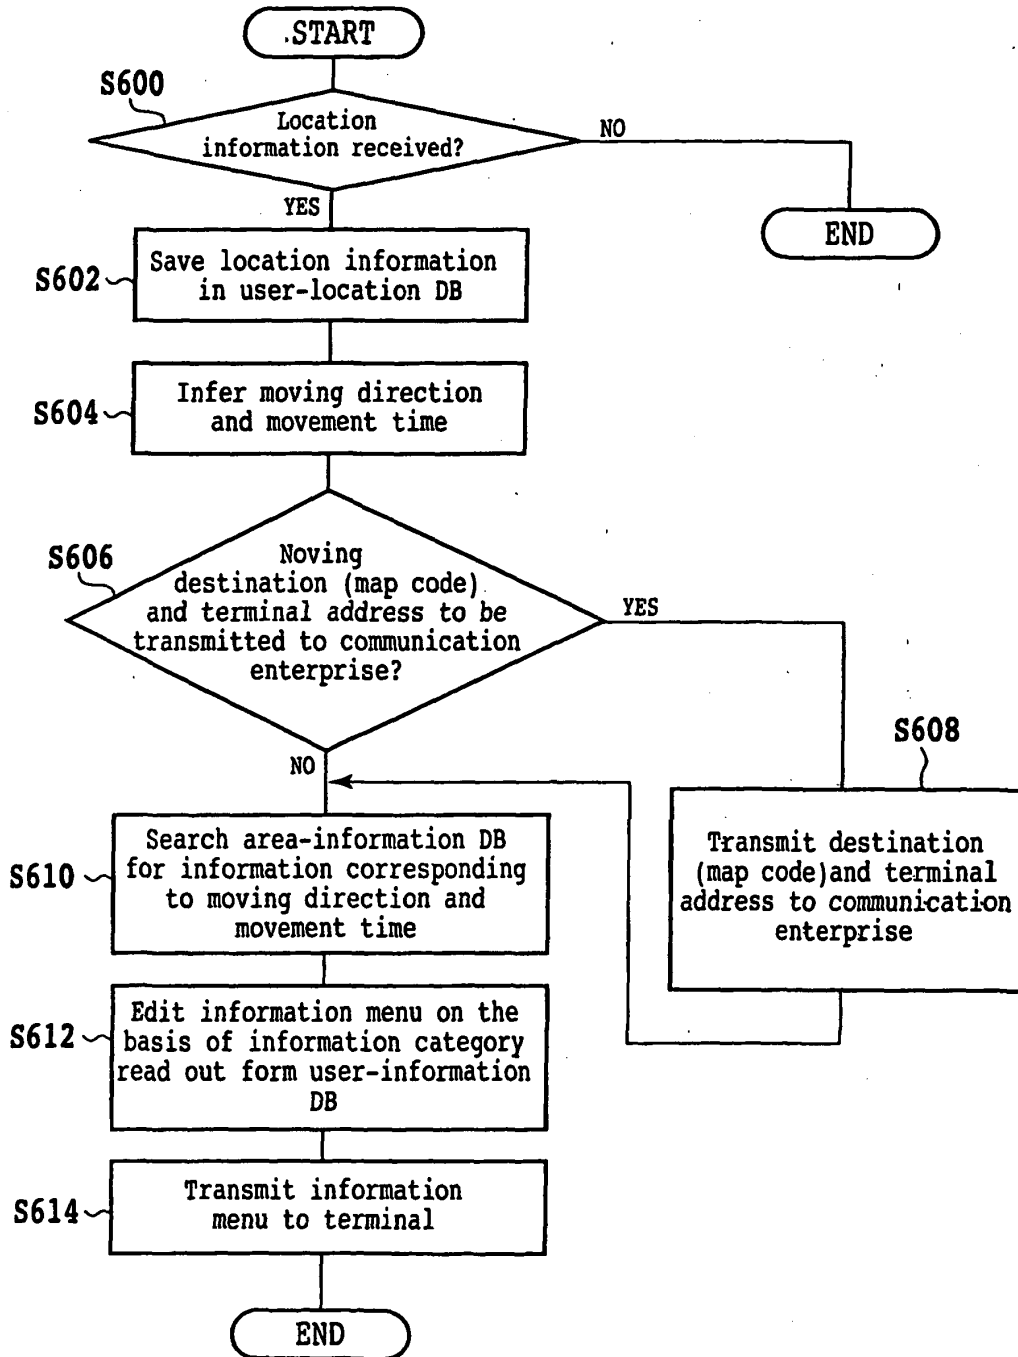 START
S600
Location
information received?
NO
YES
END
S602
Save location information
in user-location DB
S604
Infer moving direction
and movement time
S606
Noving
destination (map code)
and terminal address to be
transmitted to communication
enterprise?
YES
NO
S608
Transmit destination
(map code)and terminal
address to communication
enterprise
S610
Search area-information DB
for information corresponding
to moving direction and
movement time
S612
Edit information menu on the
basis of information category
read out form user-information
DB
S614
Transmit information
menu to terminal
END